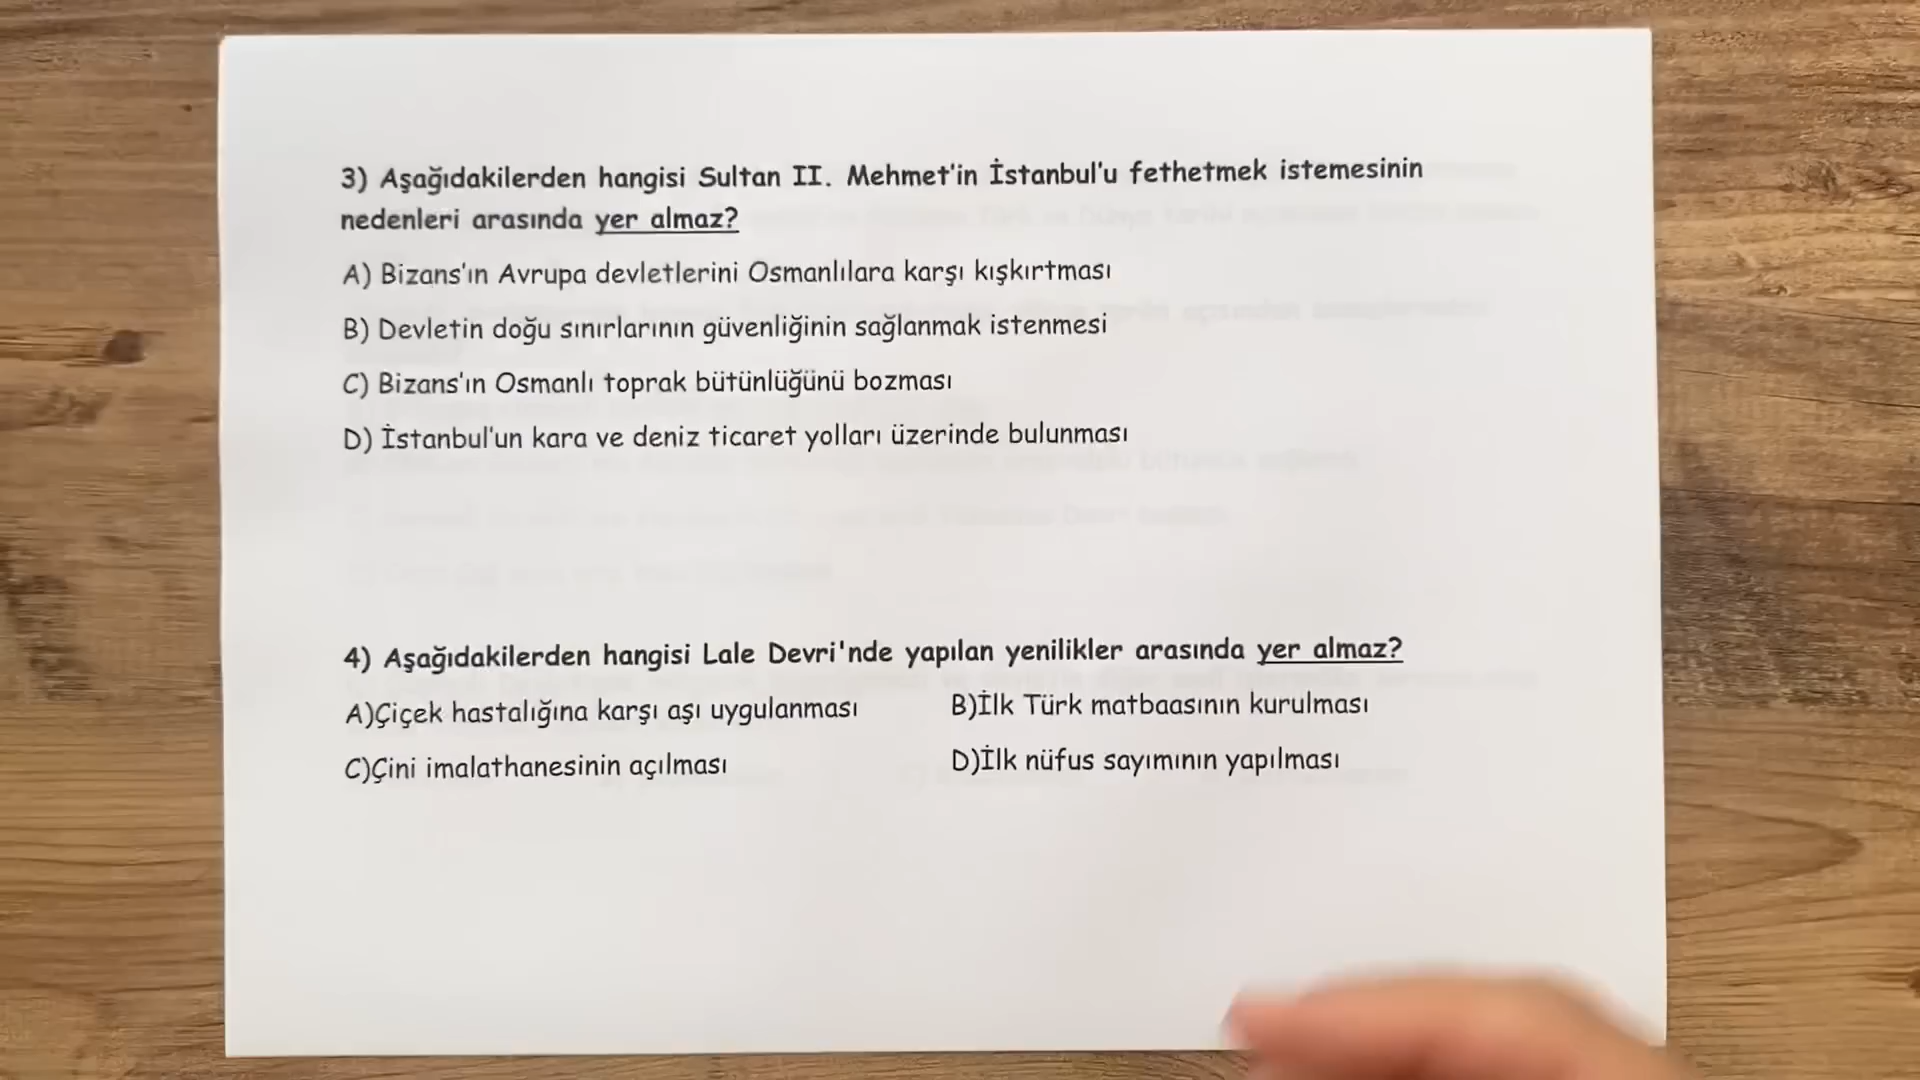 3) Aşağıdakilerden hangisi Sultan II. Mehmet'in İstanbul'u fethetmek istemesinin
nedenleri arasında yer almaz?
A) Bizans'ın Avrupa devletlerini Osmanlılara karşı kışkırtması
B) Devletin doğu sınırlarının güvenliğinin sağlanmak istenmesi
C) Bizans'ın Osmanlı toprak bütünlüğünü bozması
D) İstanbul'un kara ve deniz ticaret yolları üzerinde bulunması
4) Aşağıdakilerden hangisi Lale Devri'nde yapılan yenilikler arasında yer almaz?
A)Çiçek hastalığına karşı aşı uygulanması B)İlk Türk matbaasının kurulması
C)Çini imalathanesinin açılması D)İlk nüfus sayımının yapılması